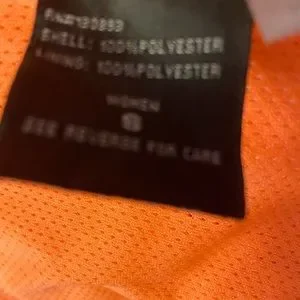 SHELL: 100%POLYESTER
LINING: 100%POLYESTER
WOMEN
SEE REVERSE FOR CARE